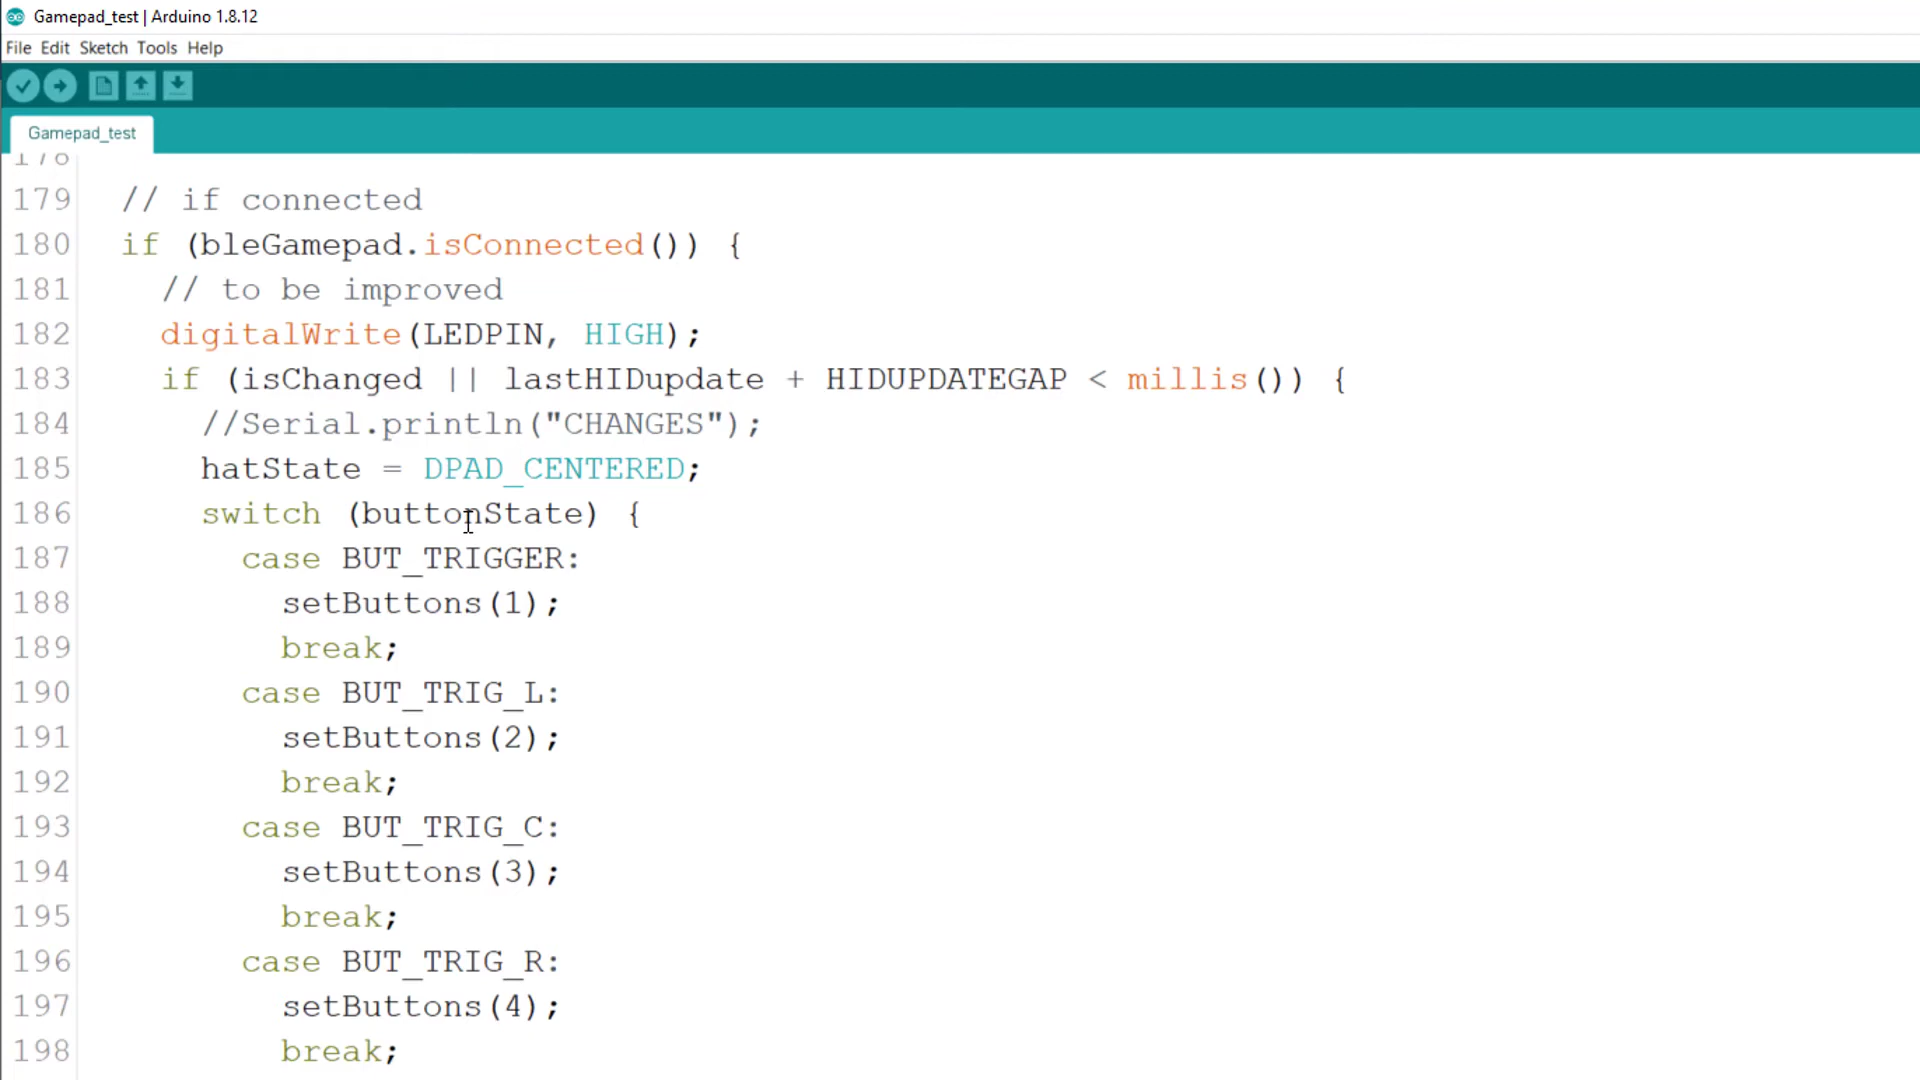 Gamepad_test | Arduino 1.8.12
File Edit Sketch Tools Help
Gamepad_test
178
179 // if connected
180 if (bleGamepad.isConnected()) {
181 // to be improved
182 digitalWrite(LEDPIN, HIGH);
183 if (isChanged || lastHIDupdate + HIDUPDATEGAP < millis()) {
184 //Serial.println("CHANGES");
185 hatState = DPAD_CENTERED;
186 switch (buttonState) {
187 case BUT_TRIGGER:
188 setButtons(1);
189 break;
190 case BUT_TRIG_L:
191 setButtons(2);
192 break;
193 case BUT_TRIG_C:
194 setButtons(3);
195 break;
196 case BUT_TRIG_R:
197 setButtons(4);
198 break;